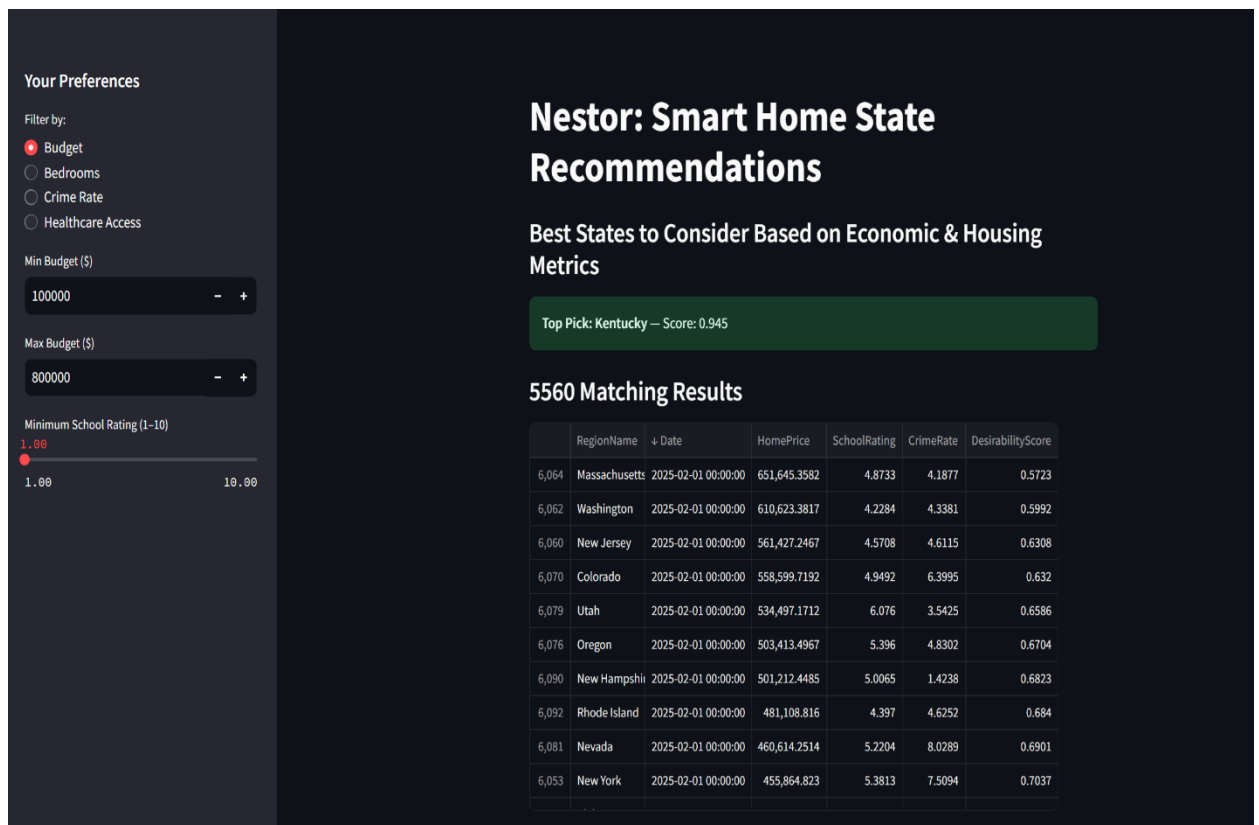 Your Preferences
Filter by:
Budget
Bedrooms
Crime Rate
Healthcare Access
Min Budget ($)
100000 − +
Max Budget ($)
800000 − +
Minimum School Rating (1–10)
1.00
1.00 10.00
Nestor: Smart Home State
Recommendations
Best States to Consider Based on Economic & Housing
Metrics
Top Pick: Kentucky — Score: 0.945
5560 Matching Results
RegionName ↓ Date HomePrice SchoolRating CrimeRate DesirabilityScore
6,064 Massachusetts 2025-02-01 00:00:00 651,645.3582 4.8733 4.1877 0.5723
6,062 Washington 2025-02-01 00:00:00 610,623.3817 4.2284 4.3381 0.5992
6,060 New Jersey 2025-02-01 00:00:00 561,427.2467 4.5708 4.6115 0.6308
6,070 Colorado 2025-02-01 00:00:00 558,599.7192 4.9492 6.3995 0.632
6,079 Utah 2025-02-01 00:00:00 534,497.1712 6.076 3.5425 0.6586
6,076 Oregon 2025-02-01 00:00:00 503,413.4967 5.396 4.8302 0.6704
6,090 New Hampshi 2025-02-01 00:00:00 501,212.4485 5.0065 1.4238 0.6823
6,092 Rhode Island 2025-02-01 00:00:00 481,108.816 4.397 4.6252 0.684
6,081 Nevada 2025-02-01 00:00:00 460,614.2514 5.2204 8.0289 0.6901
6,053 New York 2025-02-01 00:00:00 455,864.823 5.3813 7.5094 0.7037